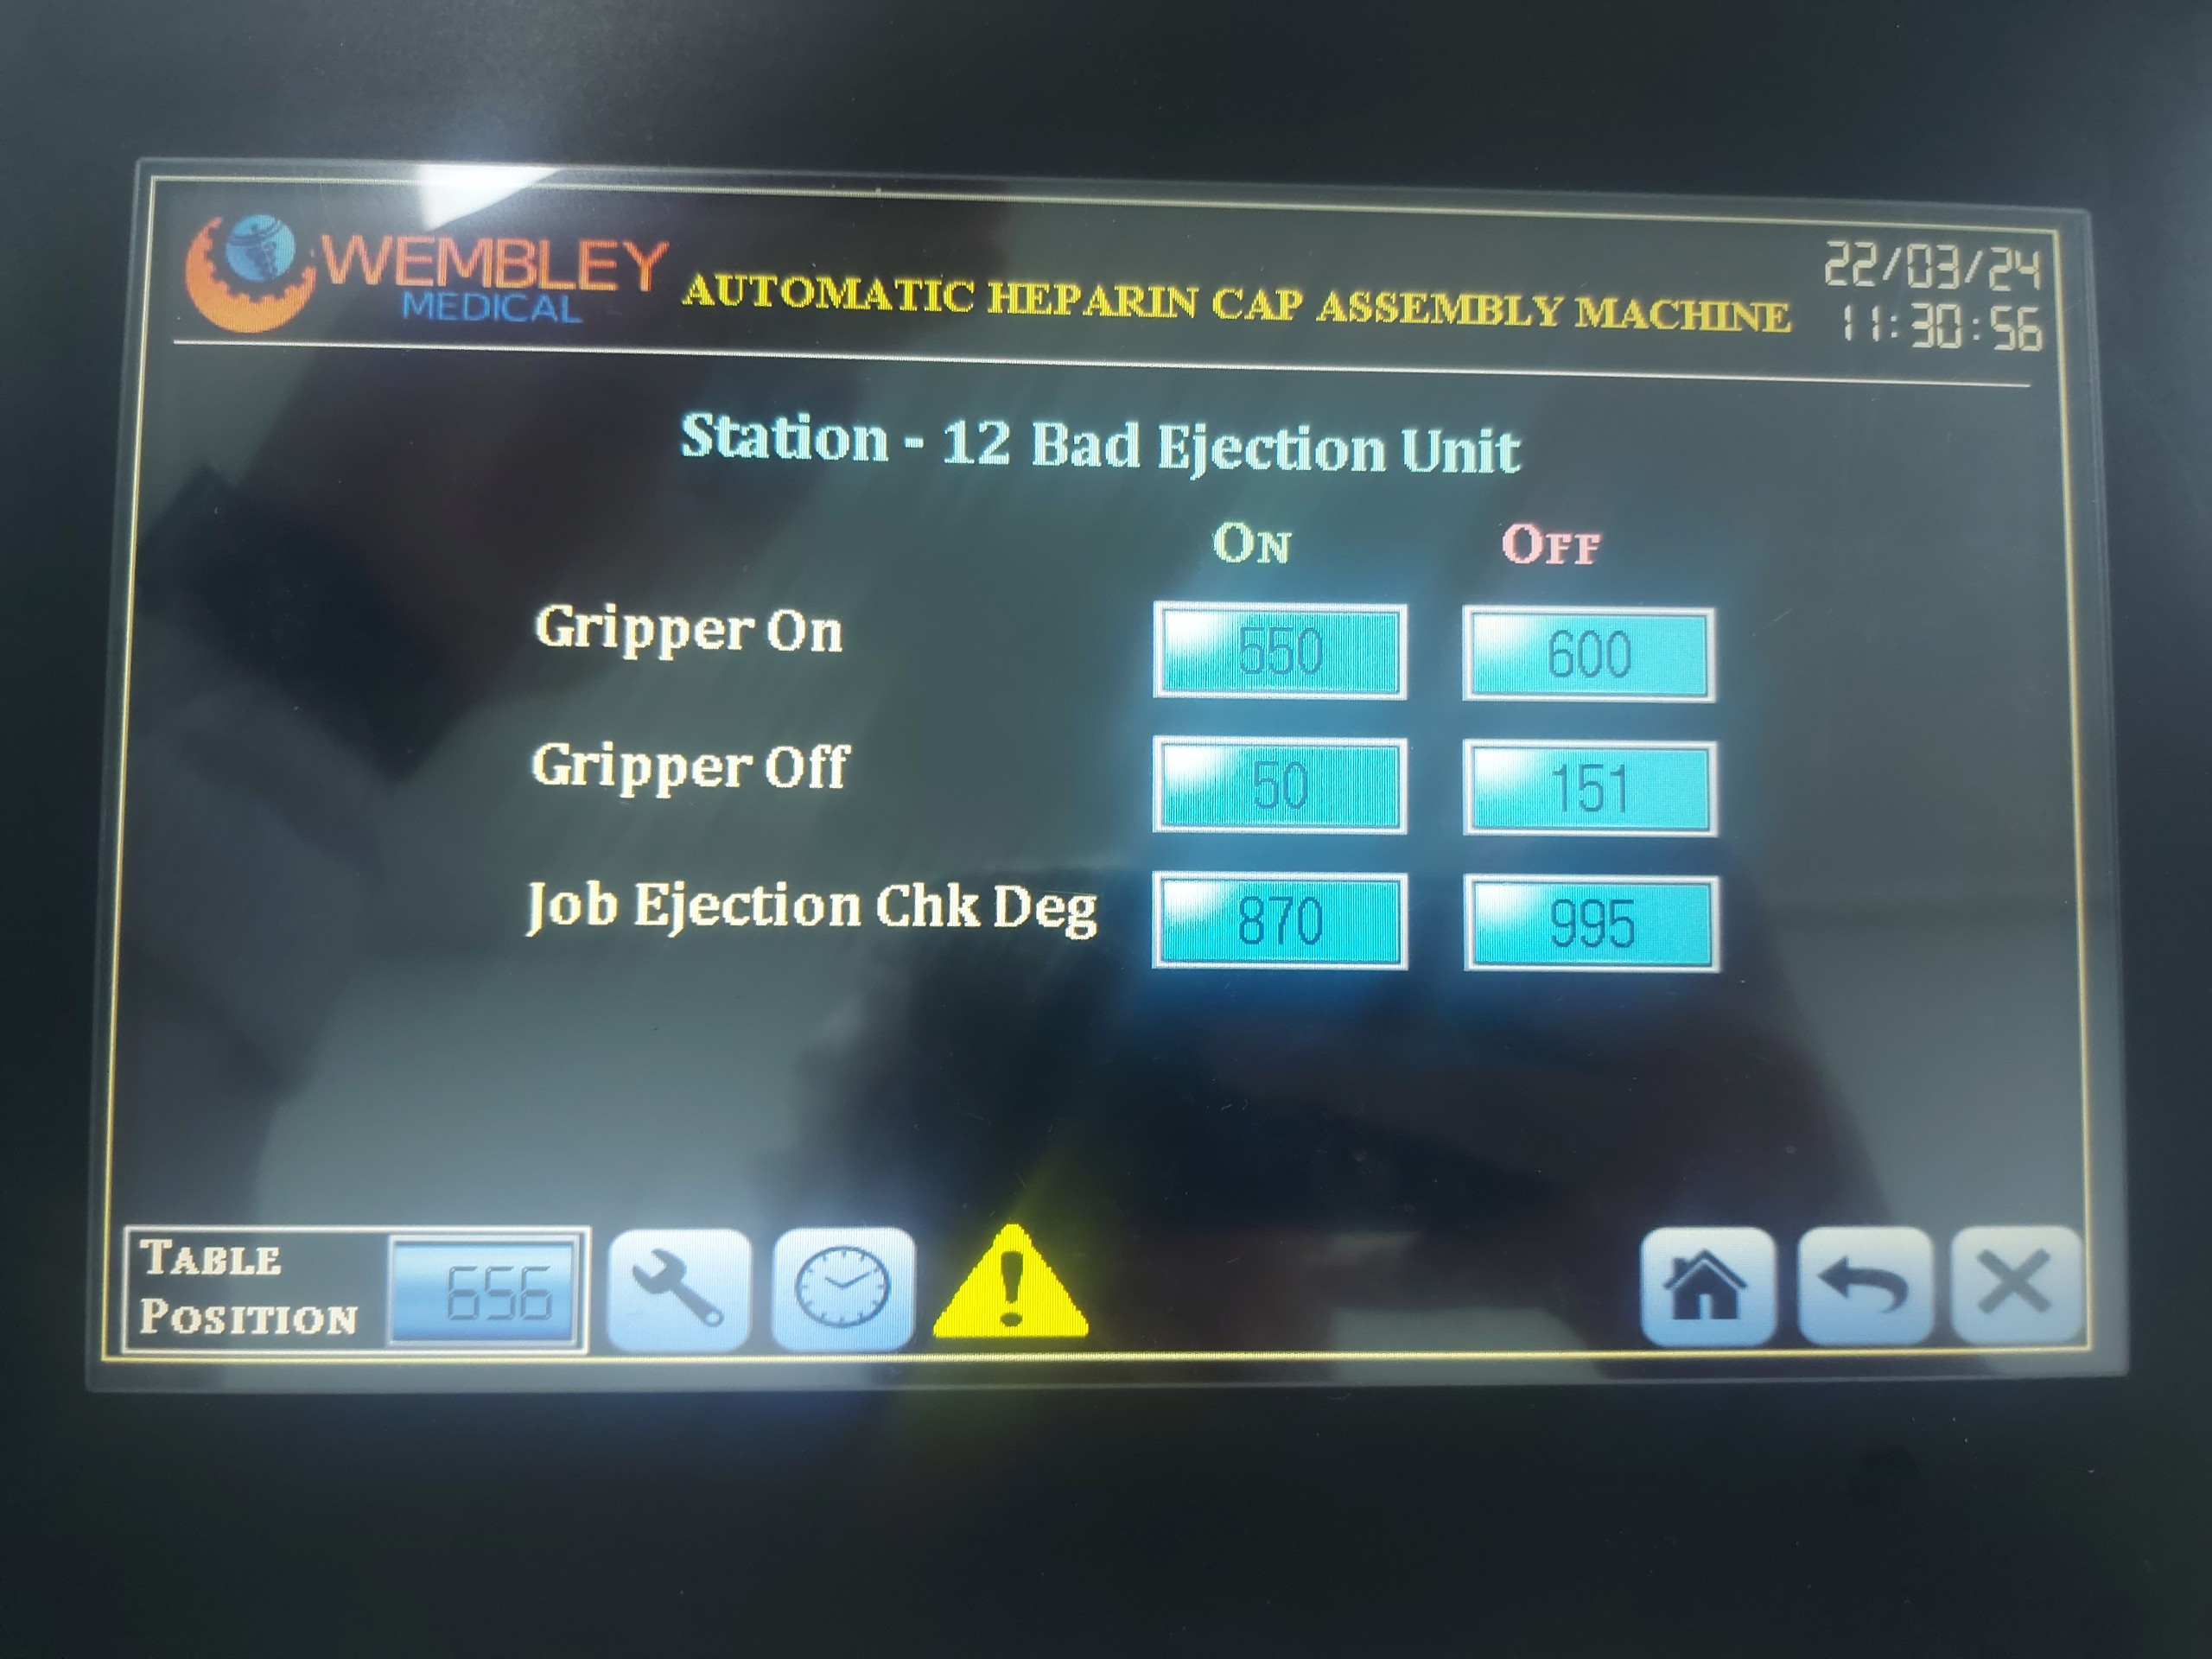 WEMBLEY
MEDICAL
AUTOMATIC HEPARIN CAP ASSEMBLY MACHINE
22/03/24
11:30:56
Station - 12 Bad Ejection Unit
ON OFF
Gripper On 550 600
Gripper Off 50 151
Job Ejection Chk Deg 870 995
TABLE
POSITION
656